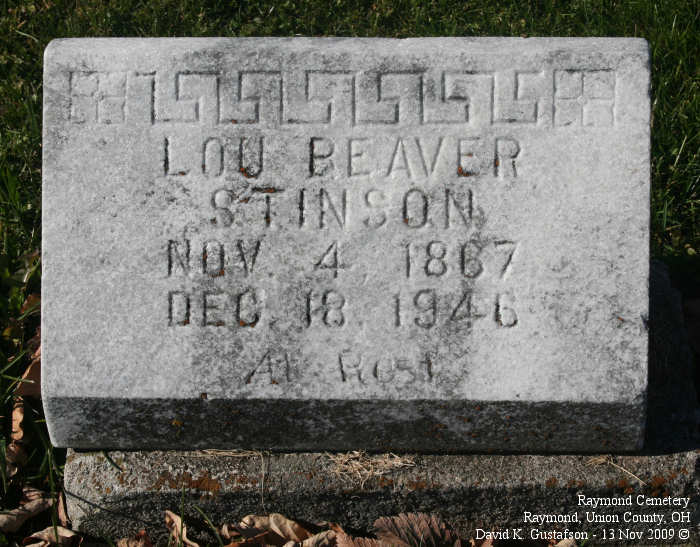 LOU BEAVER
STINSON
NOV. 4, 1867
DEC. 18, 1946
At Rest
Raymond Cemetery
Raymond, Union County, OH
David K. Gustafson - 13 Nov 2009 ©